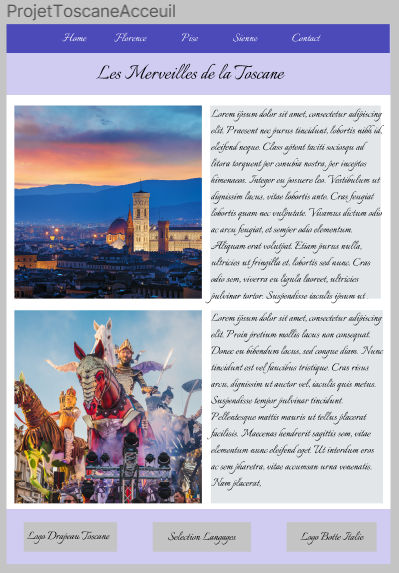 ProjetToscaneAcceuil
Home Florence Pise Sienne Contact
Les Merveilles de la Toscane
Lorem ipsum dolor sit amet, consectetur adipiscing
elit. Praesent nec purus tincidunt, lobortis nibh id,
eleifend neque. Class aptent taciti sociosqu ad
litora torquent per conubia nostra, per inceptos
himenaeos. Integer eu posuere leo. Vestibulum ut
dignissim lacus, vitae lobortis ante. Cras feugiat
lobortis quam nec vulputate. Vivamus dictum odio
ac arcu feugiat, et semper odio elementum.
Aliquam erat volutpat. Etiam purus nulla,
ultricies ut fringilla et, lobortis sed nunc. Cras
odio sem, viverra eu ligula laoreet, ultricies
pulvinar tortor. Suspendisse iaculis ipsum ut
Lorem ipsum dolor sit amet, consectetur adipiscing
elit. Proin pretium mollis lacus non consequat.
Donec eu bibendum lacus, sed congue diam. Nunc
tincidunt est vel faucibus tristique. Cras risus
arcu, dignissim ut auctor vel, iaculis quis metus.
Suspendisse tempor pulvinar tincidunt.
Pellentesque mattis mauris ut tellus placerat
facilisis. Maecenas hendrerit sagittis sem, vitae
elementum nunc eleifend eget. Ut interdum eros
ac sem pharetra, vitae accumsan urna venenatis.
Nam placerat,
Logo Drapeau Toscane
Selection Langages
Logo Botte Italie